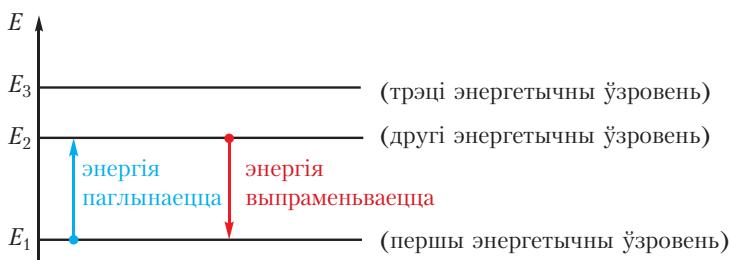 E
E₃ (трэці энергетычны ўзровень)
E₂ (другі энергетычны ўзровень)
энергія
паглынаецца
энергія
выпраменьваецца
E₁ (першы энергетычны ўзровень)